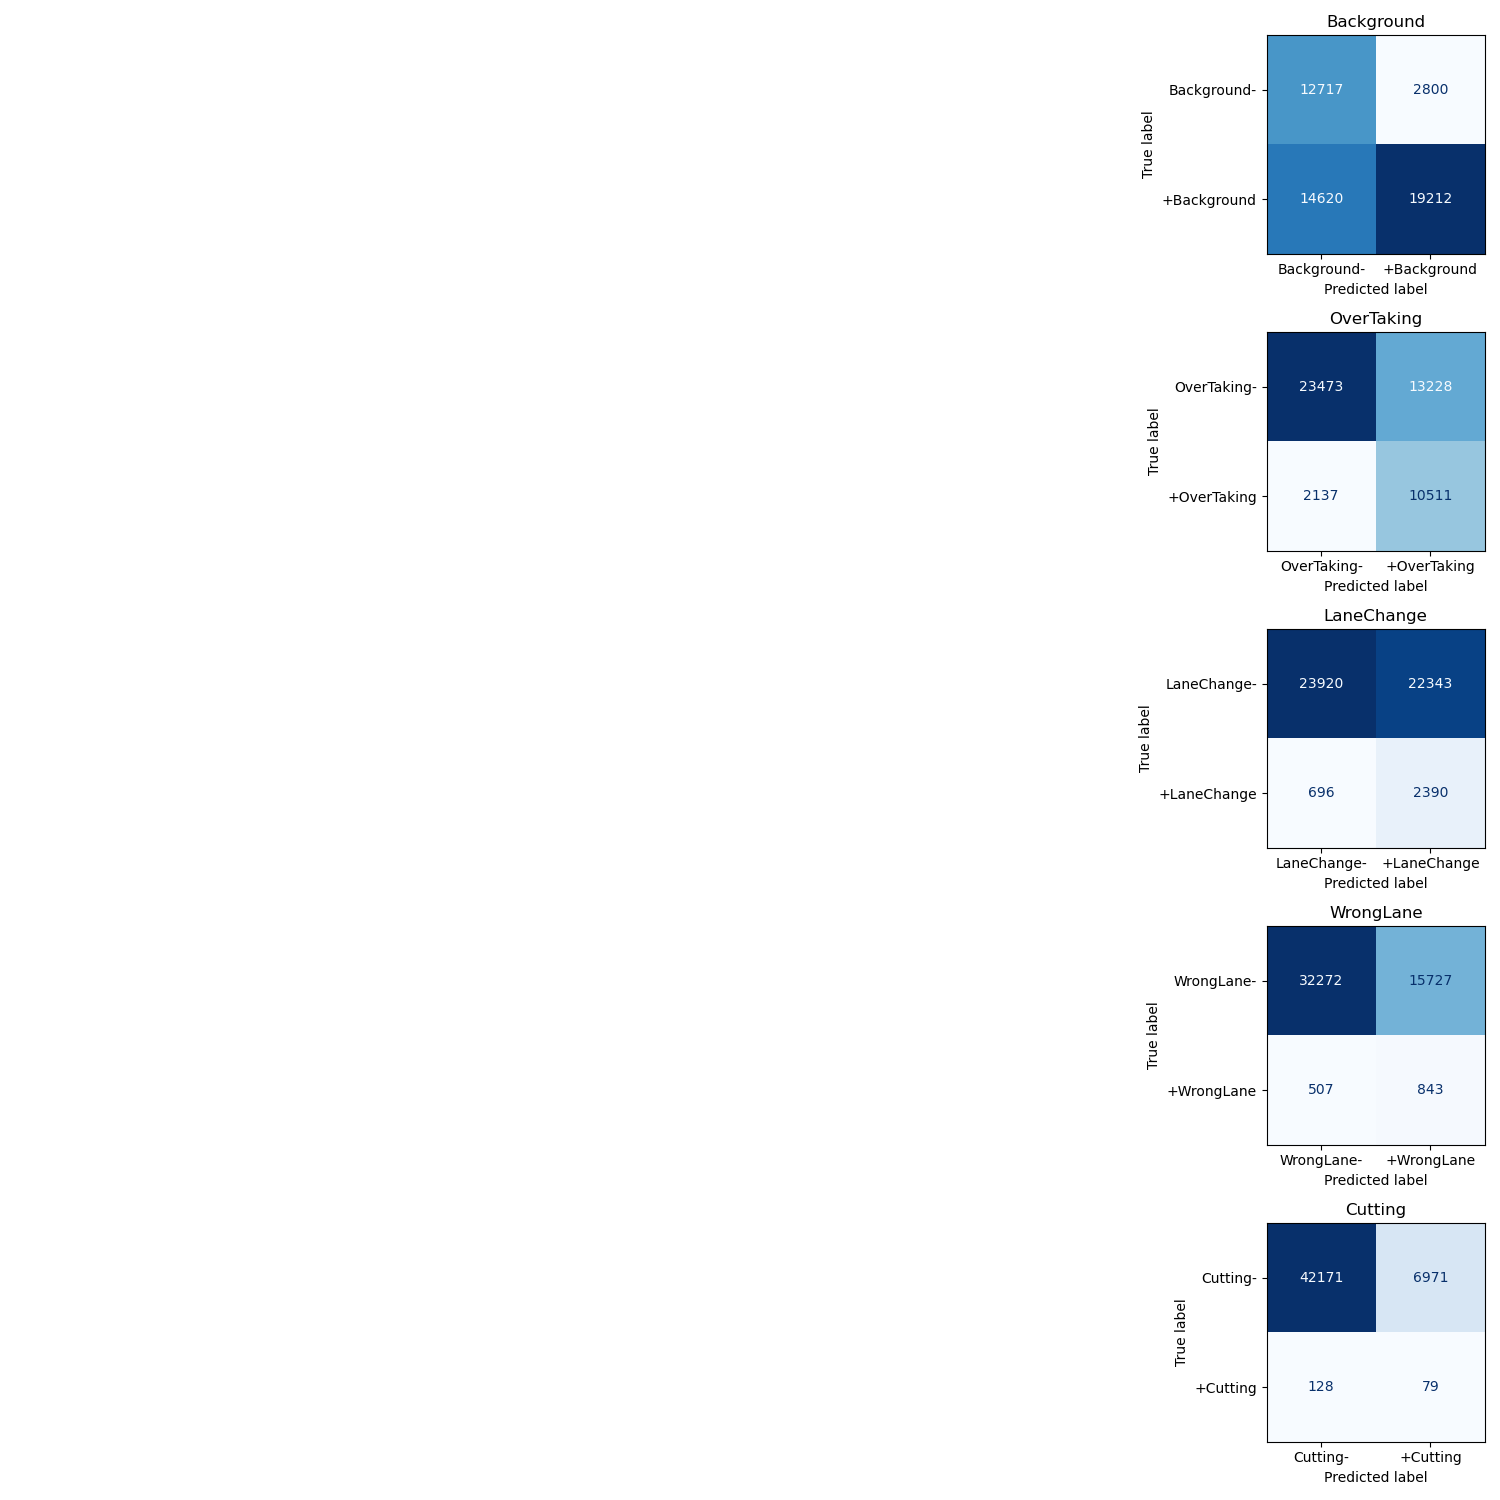 Background
True label
Background-
12717 2800
+Background
14620 19212
Background- +Background
Predicted label
OverTaking
True label
OverTaking-
23473 13228
+OverTaking
2137 10511
OverTaking- +OverTaking
Predicted label
LaneChange
True label
LaneChange-
23920 22343
+LaneChange
696 2390
LaneChange- +LaneChange
Predicted label
WrongLane
True label
WrongLane-
32272 15727
+WrongLane
507 843
WrongLane- +WrongLane
Predicted label
Cutting
True label
Cutting-
42171 6971
+Cutting
128 79
Cutting- +Cutting
Predicted label